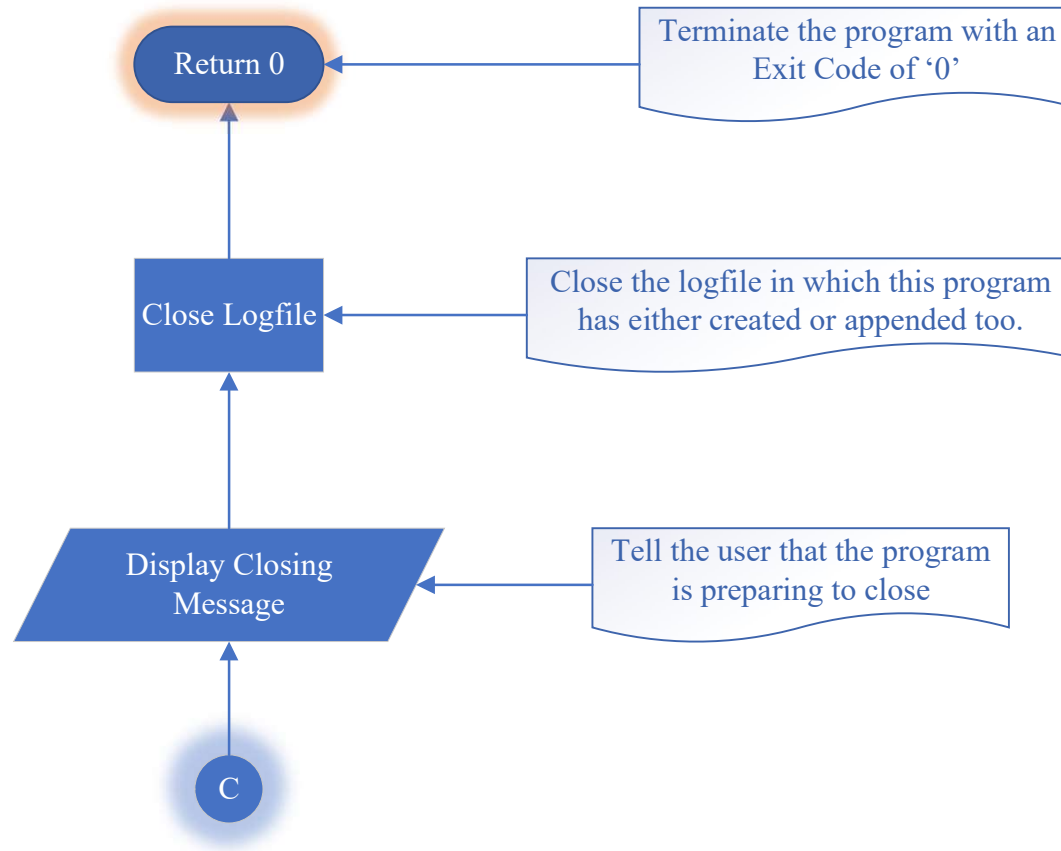 Return 0
Terminate the program with an
Exit Code of ‘0’
Close Logfile
Close the logfile in which this program
has either created or appended too.
Display Closing
Message
Tell the user that the program
is preparing to close
C